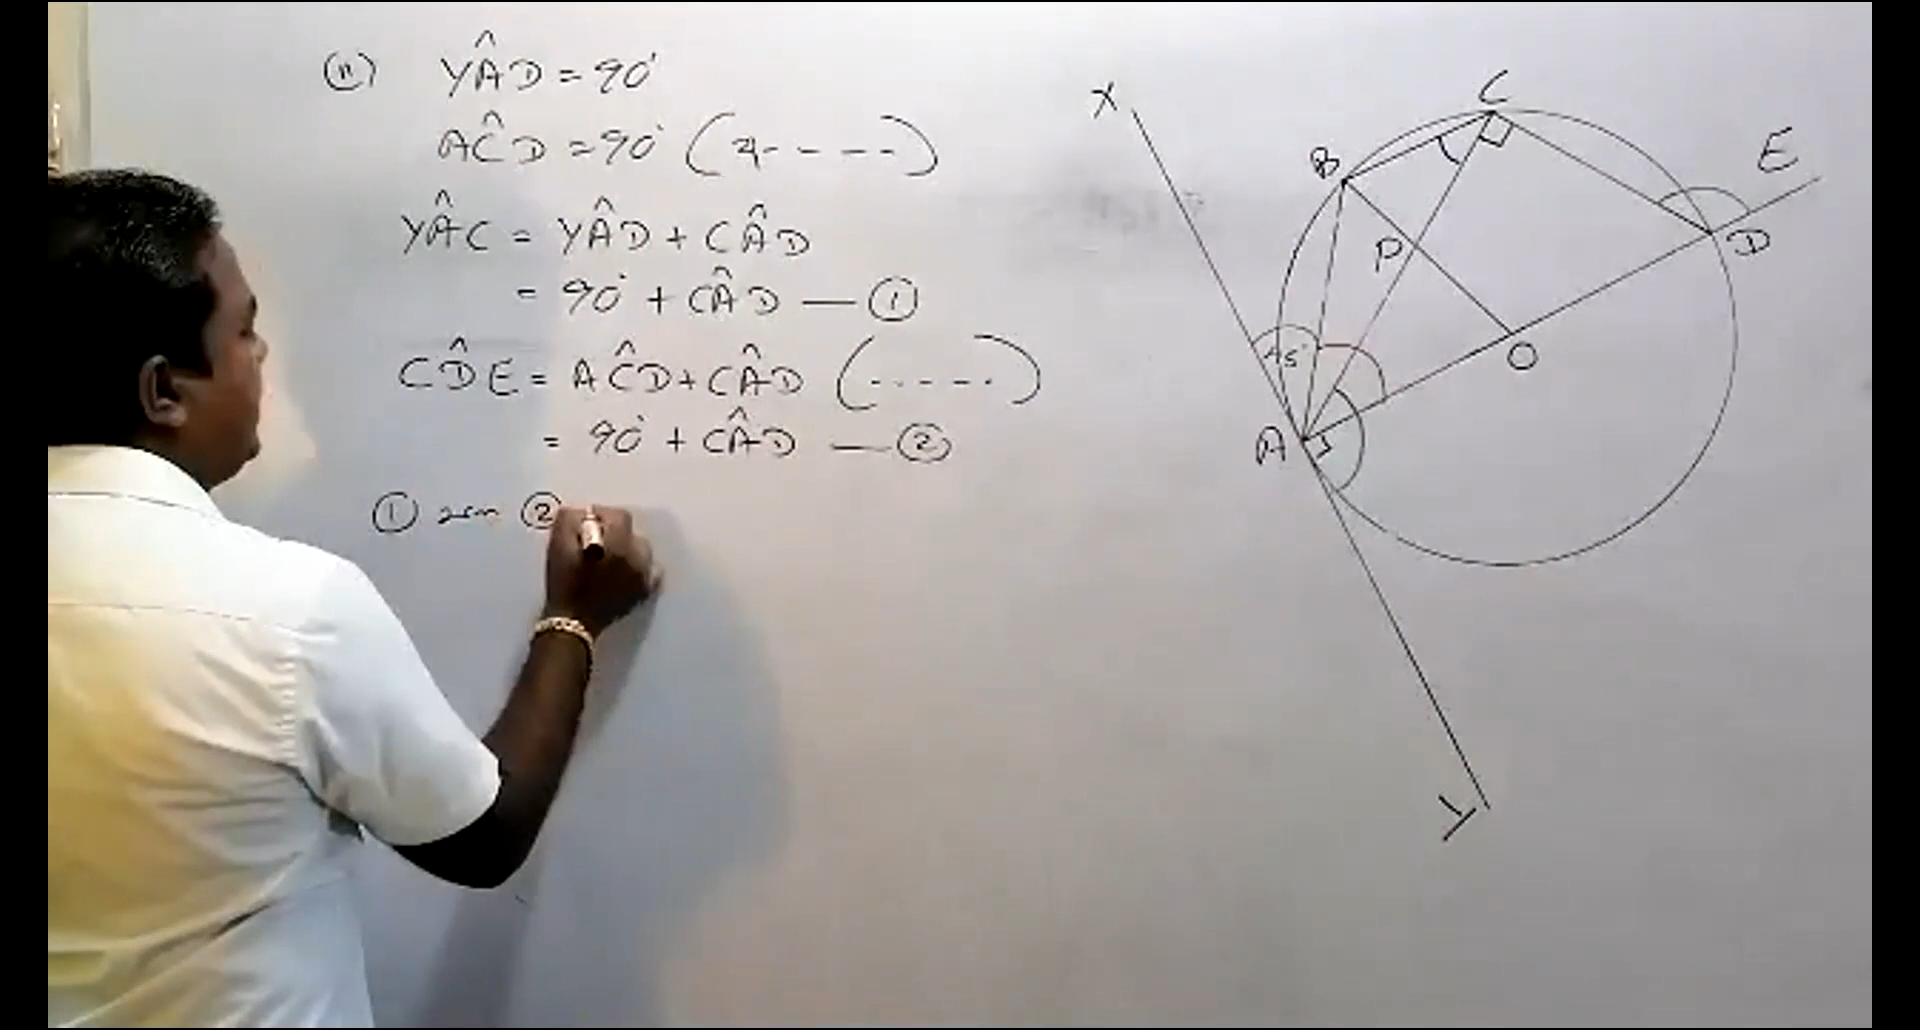 (ii) YÂD = 90°
AĈD = 90° ( - - - - )
YÂC = YÂD + CÂD
= 90° + CÂD — ①
CD̂E = AĈD + CÂD ( - - - - - )
= 90° + CÂD — ②
① ②
X
C
B
E
P
D
45°
O
A
Y